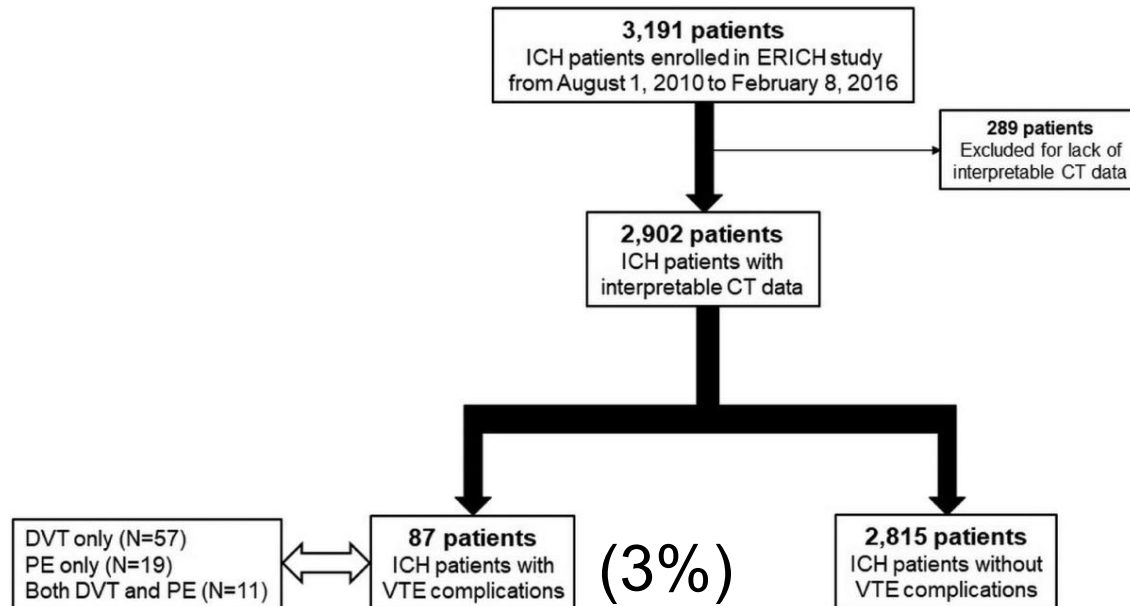 3,191 patients
ICH patients enrolled in ERICH study
from August 1, 2010 to February 8, 2016
289 patients
Excluded for lack of
interpretable CT data
2,902 patients
ICH patients with
interpretable CT data
DVT only (N=57)
PE only (N=19)
Both DVT and PE (N=11)
87 patients
ICH patients with
VTE complications
(3%)
2,815 patients
ICH patients without
VTE complications